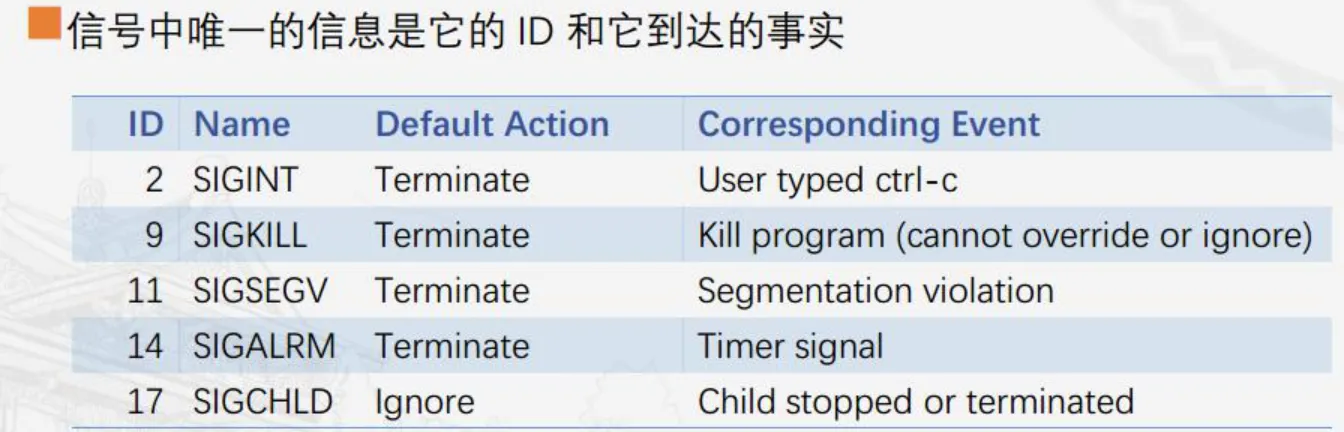 信号中唯一的信息是它的 ID 和它到达的事实
ID Name Default Action Corresponding Event
2 SIGINT Terminate User typed ctrl-c
9 SIGKILL Terminate Kill program (cannot override or ignore)
11 SIGSEGV Terminate Segmentation violation
14 SIGALRM Terminate Timer signal
17 SIGCHLD Ignore Child stopped or terminated